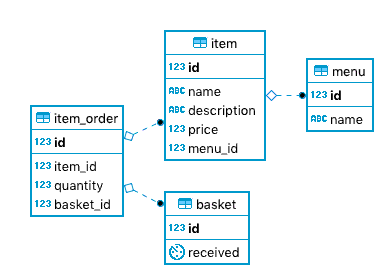 item
123 id
ABC name
ABC description
123 price
123 menu_id
menu
123 id
ABC name
item_order
123 id
123 item_id
123 quantity
123 basket_id
basket
123 id
received